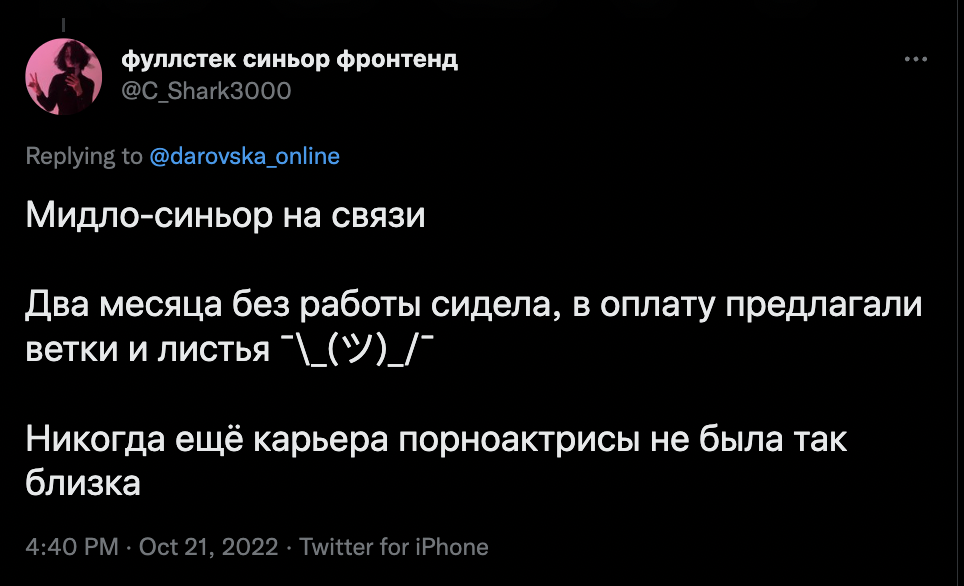 фуллстек синьор фронтенд
@C_Shark3000
Replying to @darovska_online
Мидло-синьор на связи
Два месяца без работы сидела, в оплату предлагали
ветки и листья ¯\_(ツ)_/¯
Никогда ещё карьера порноактрисы не была так
близка
4:40 PM · Oct 21, 2022 · Twitter for iPhone